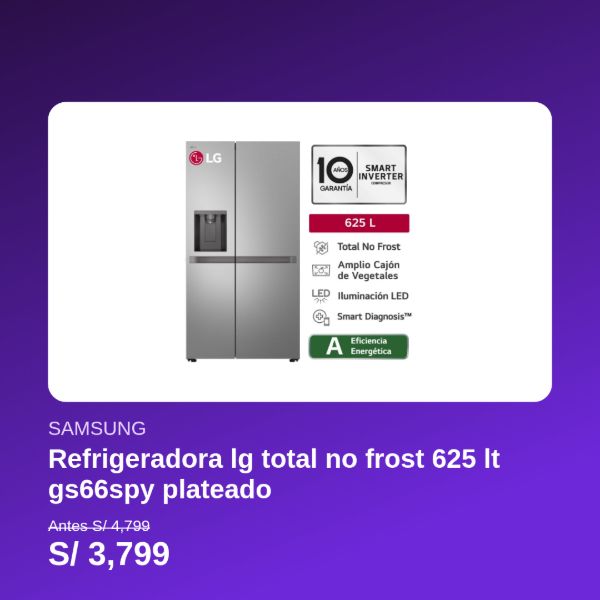 LG
10 AÑOS
GARANTÍA
SMART
INVERTER
COMPRESOR
625 L
Total No Frost
Amplio Cajón
de Vegetales
LED
Iluminación LED
Smart Diagnosis™
A
Eficiencia
Energética
SAMSUNG
Refrigeradora lg total no frost 625 lt
gs66spy plateado
Antes S/ 4,799
S/ 3,799